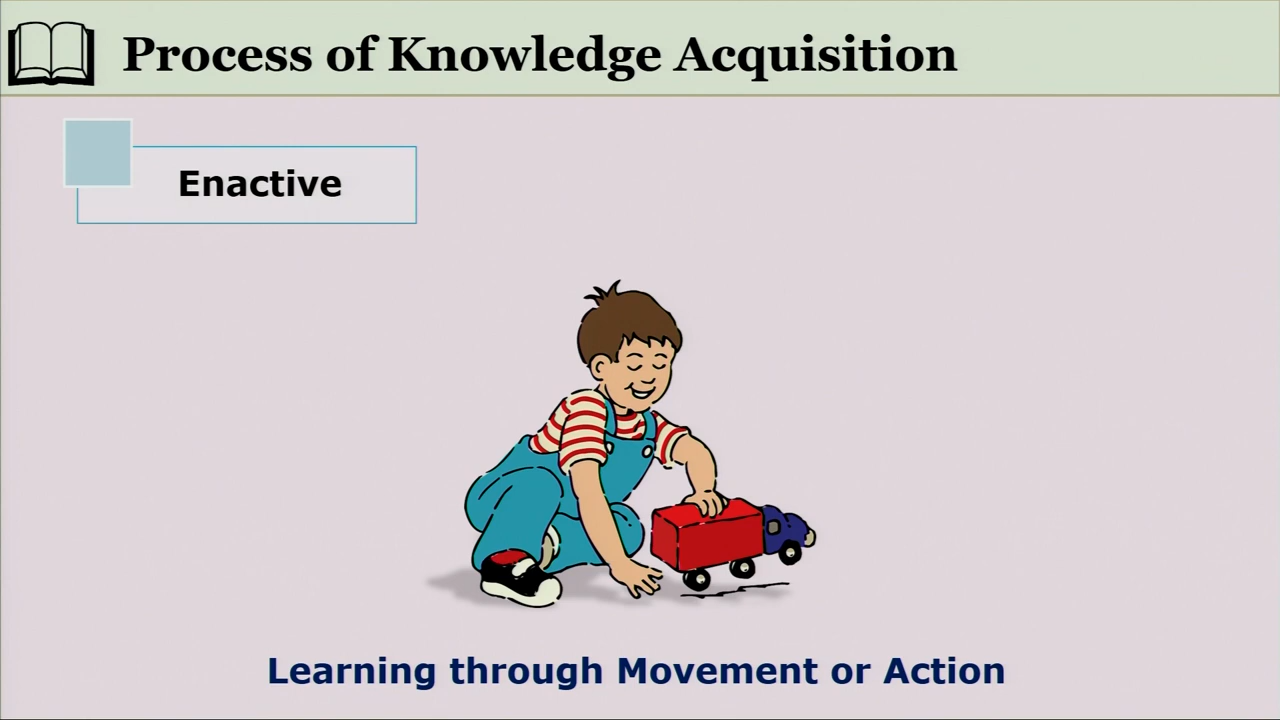 Process of Knowledge Acquisition
Enactive
Learning through Movement or Action